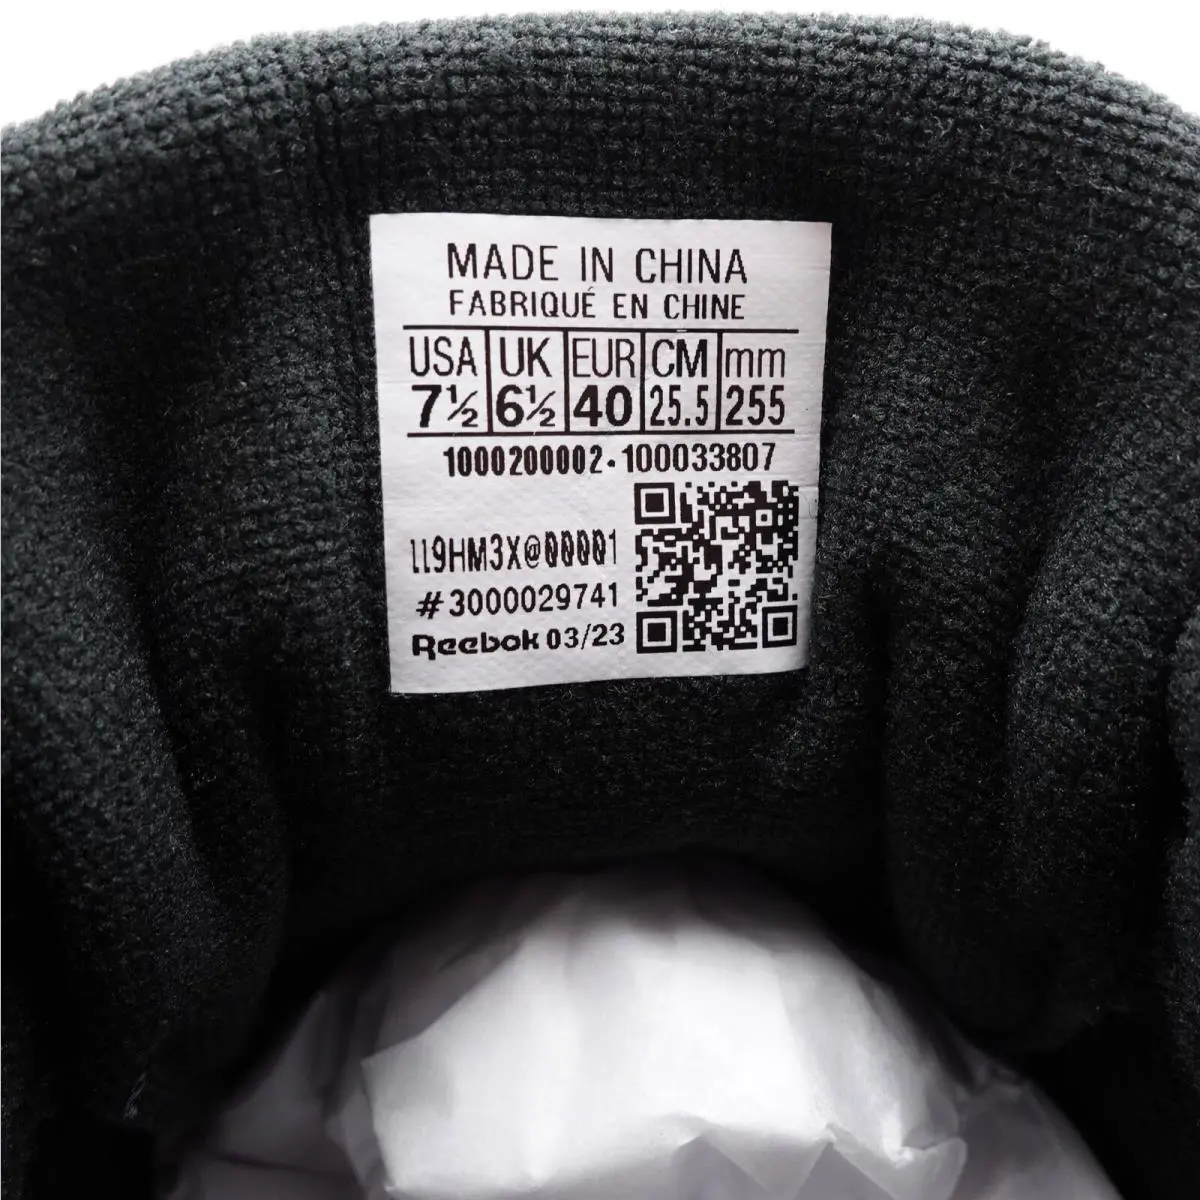 MADE IN CHINA
FABRIQUÉ EN CHINE
USA UK EUR CM mm
7½ 6½ 40 25.5 255
1000200002-100033807
LL9HM3X@00001
#3000029741
Reebok 03/23